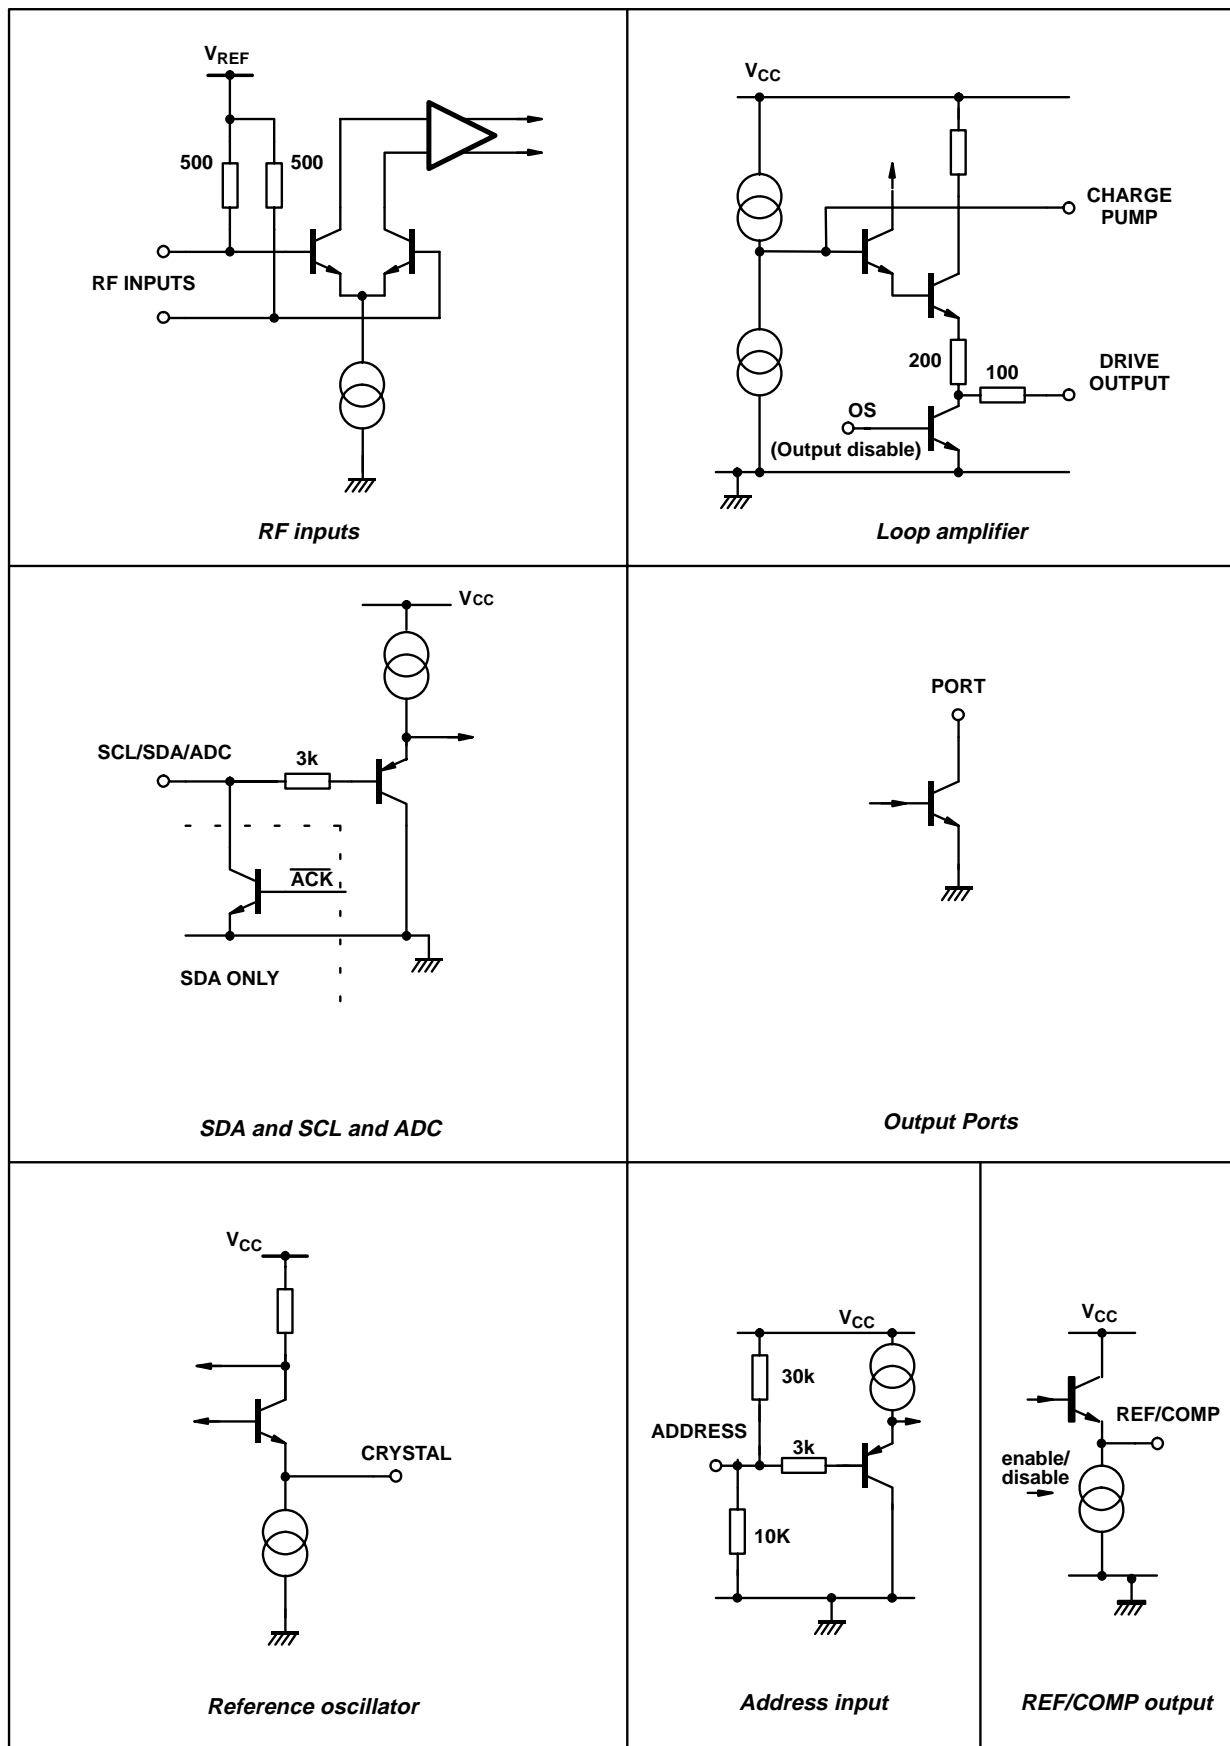 VREF
500
500
RF INPUTS
RF inputs
VCC
CHARGE
PUMP
200
100
DRIVE
OUTPUT
OS
(Output disable)
Loop amplifier
VCC
SCL/SDA/ADC
3k
ACK
SDA ONLY
SDA and SCL and ADC
PORT
Output Ports
VCC
CRYSTAL
Reference oscillator
VCC
30k
ADDRESS
3k
10K
Address input
VCC
REF/COMP
enable/
disable
REF/COMP output